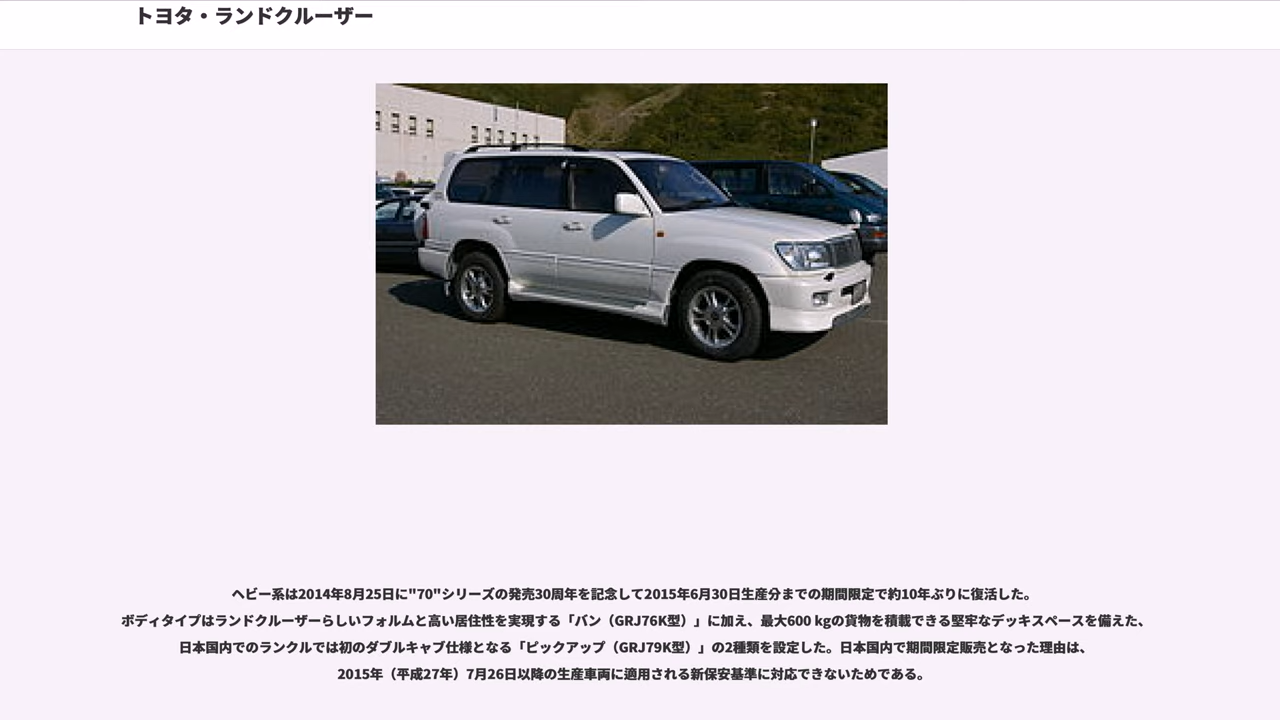 トヨタ・ランドクルーザー
ヘビー系は2014年8月25日に"70"シリーズの発売30周年を記念して2015年6月30日生産分までの期間限定で約10年ぶりに復活した。
ボディタイプはランドクルーザーらしいフォルムと高い居住性を実現する「バン（GRJ76K型）」に加え、最大600 kgの貨物を積載できる堅牢なデッキスペースを備えた、
日本国内でのランクルでは初のダブルキャブ仕様となる「ピックアップ（GRJ79K型）」の2種類を設定した。日本国内で期間限定販売となった理由は、
2015年（平成27年）7月26日以降の生産車両に適用される新保安基準に対応できないためである。